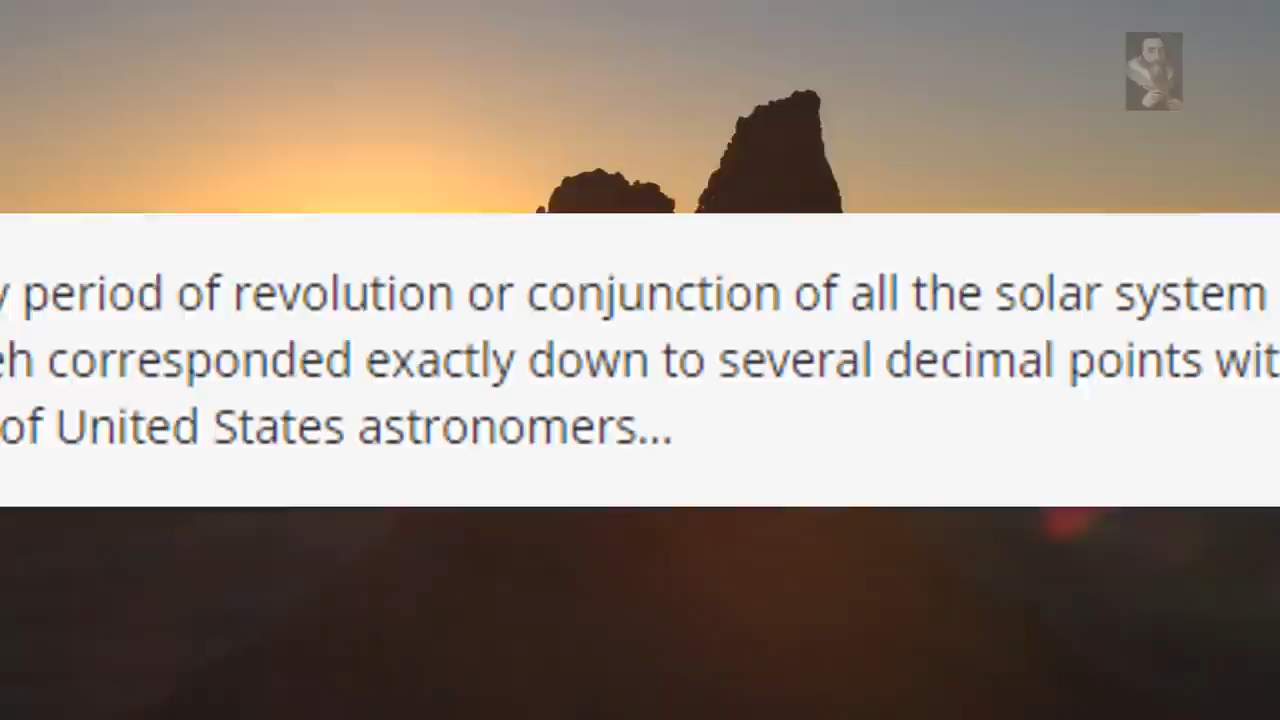 period of revolution or conjunction of all the solar system
corresponded exactly down to several decimal points
of United States astronomers...